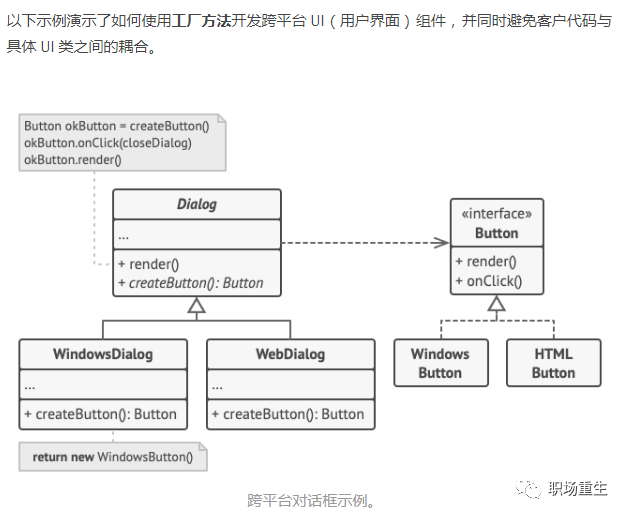 以下示例演示了如何使用工厂方法开发跨平台 UI（用户界面）组件，并同时避免客户代码与
具体 UI 类之间的耦合。
Button okButton = createButton()
okButton.onClick(closeDialog)
okButton.render()
Dialog
...
+ render()
+ createButton(): Button
«interface»
Button
+ render()
+ onClick()
WindowsDialog
...
+ createButton(): Button
WebDialog
...
+ createButton(): Button
Windows
Button
HTML
Button
return new WindowsButton()
跨平台对话框示例。
职场重生